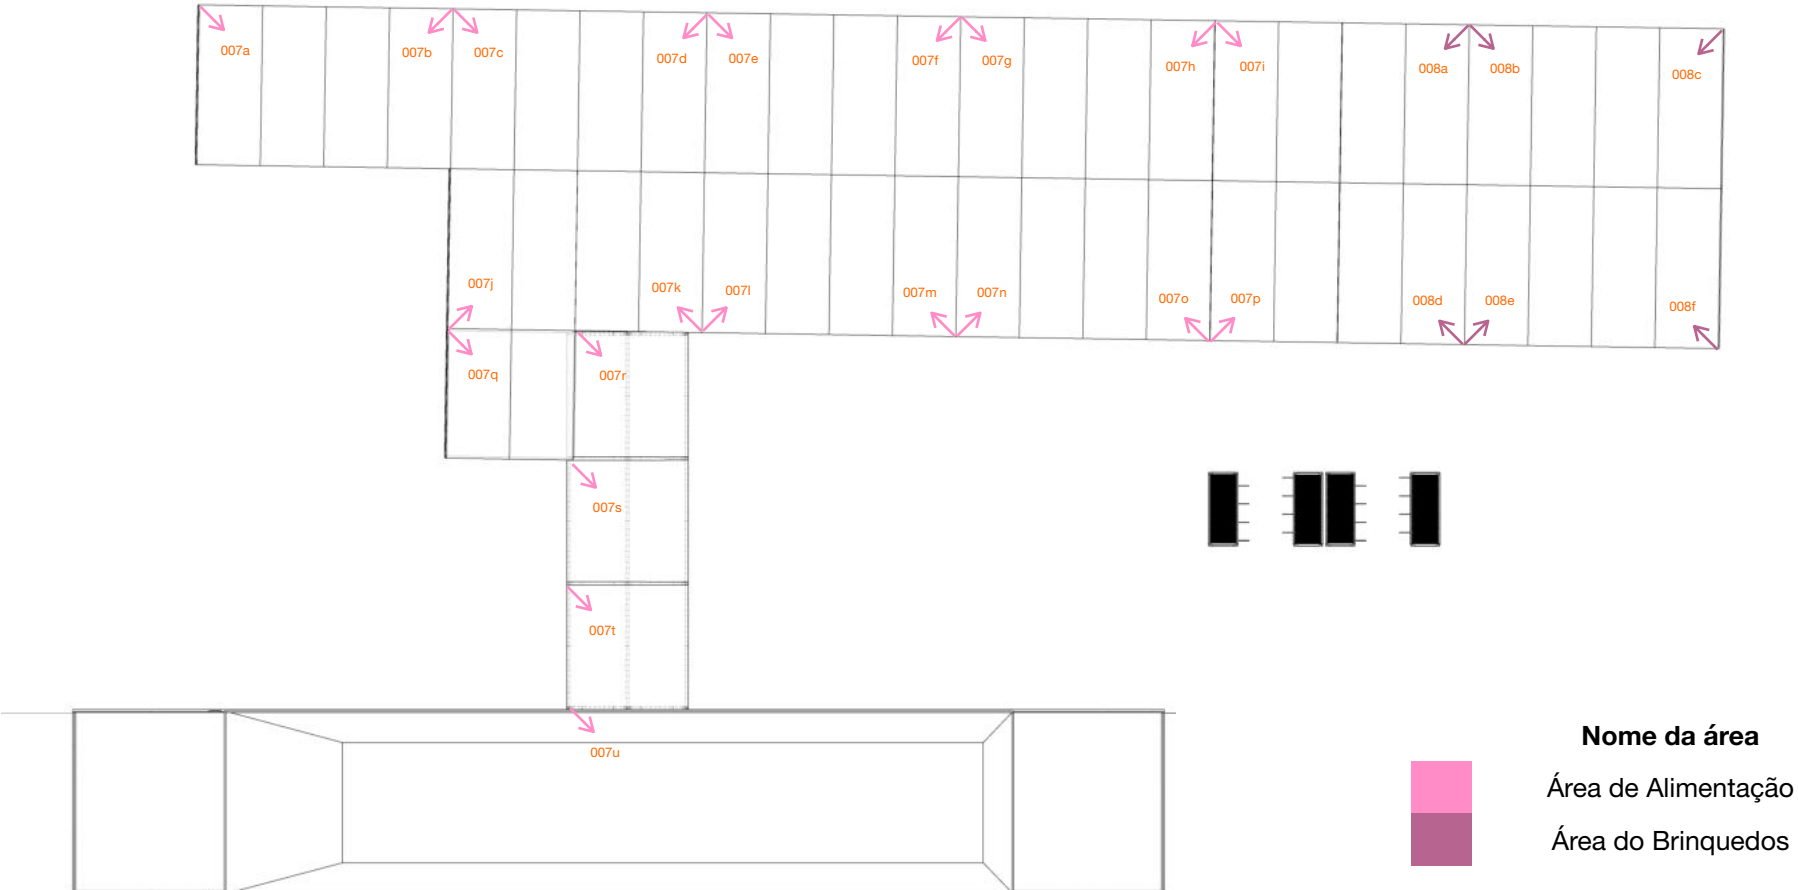 007a
007b
007c
007d
007e
007f
007g
007h
007i
008a
008b
008c
007j
007k
007l
007m
007n
007o
007p
008d
008e
008f
007q
007r
007s
007t
007u
Nome da área
Área de Alimentação
Área do Brinquedos